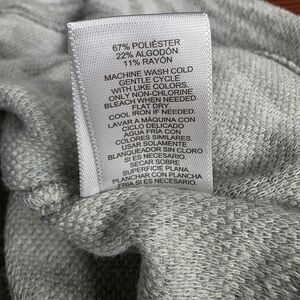 67% POLIÉSTER
22% ALGODÓN
11% RAYÓN
MACHINE WASH COLD
GENTLE CYCLE
WITH LIKE COLORS.
ONLY NON-CHLORINE
BLEACH WHEN NEEDED.
FLAT DRY.
COOL IRON IF NEEDED.
LAVAR A MÁQUINA CON
CICLO DELICADO
AGUA FRÍA CON
COLORES SIMILARES.
USAR SOLAMENTE
BLANQUEADOR SIN CLORO
SI ES NECESARIO.
SECAR SOBRE
SUPERFICIE PLANA.
PLANCHAR CON PLANCHA
FRÍA SI ES NECESARIO.